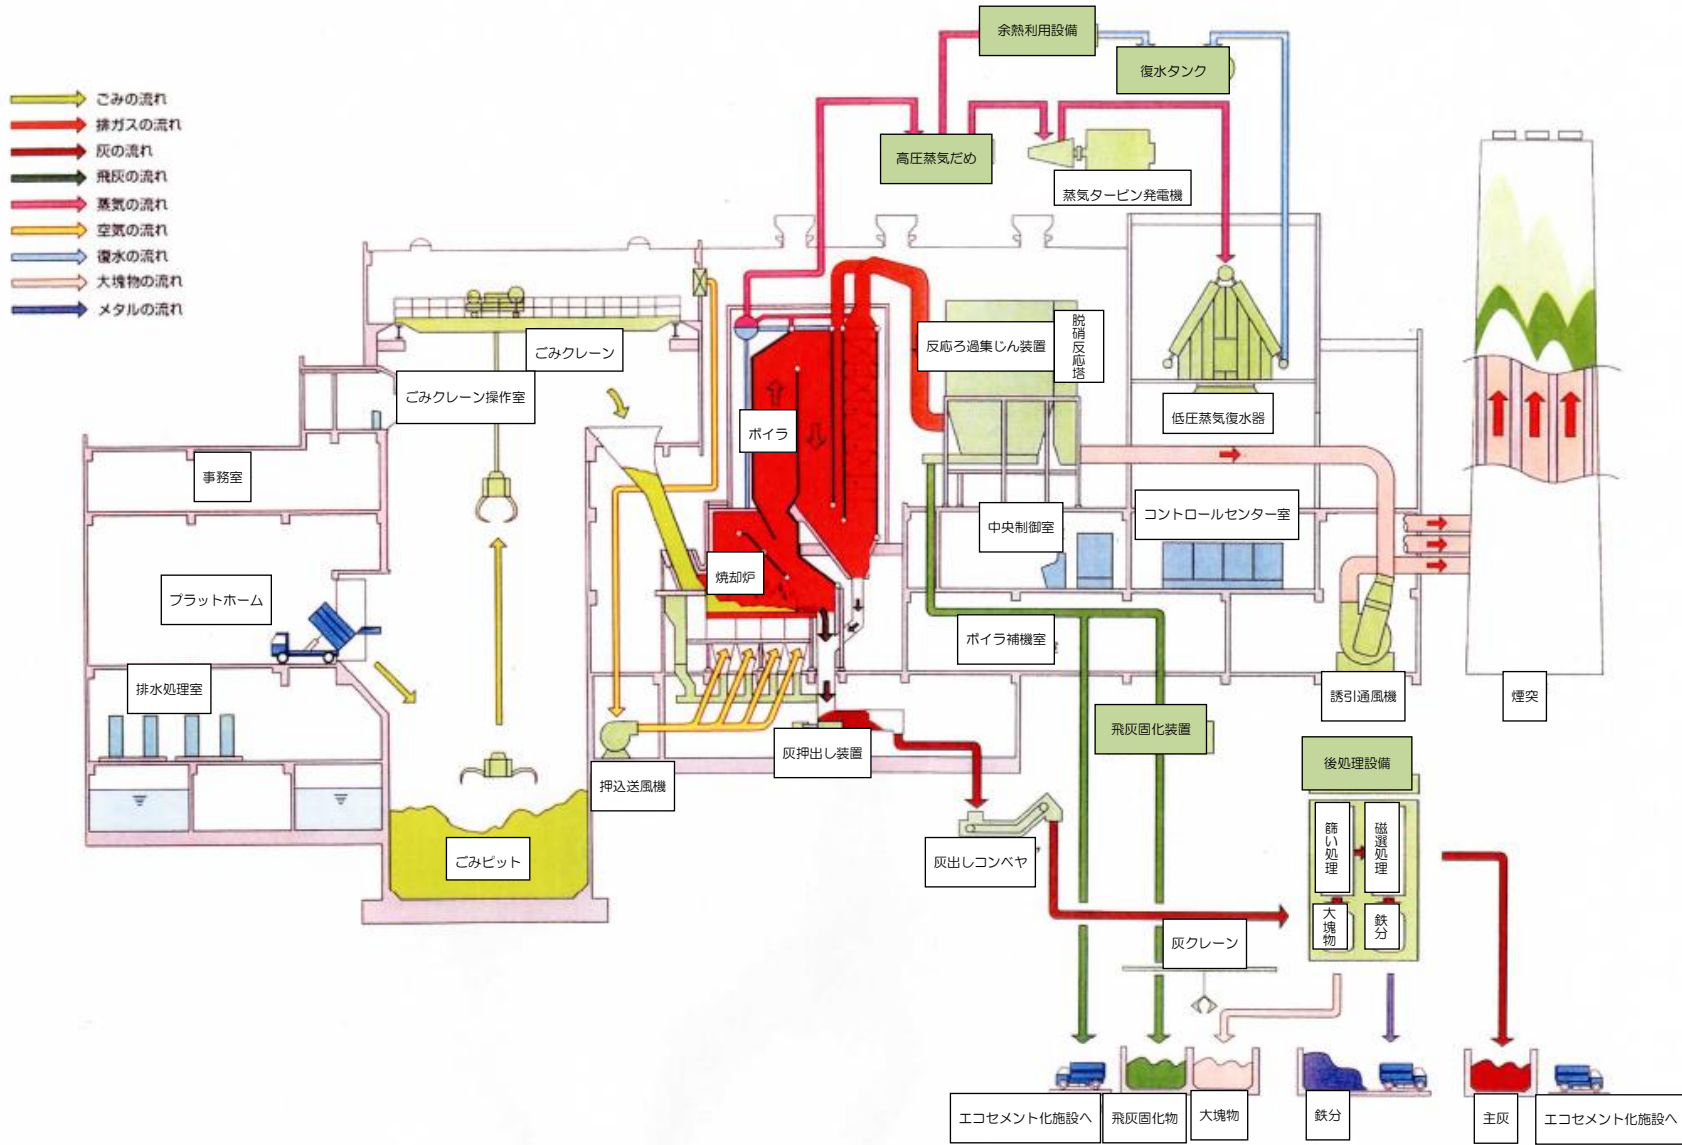 余熱利用設備
復水タンク
ごみの流れ
排ガスの流れ
灰の流れ
飛灰の流れ
蒸気の流れ
空気の流れ
復水の流れ
大塊物の流れ
メタルの流れ
高圧蒸気だめ
蒸気タービン発電機
ごみクレーン
反応ろ過集じん装置
脱硝反応塔
ごみクレーン操作室
低圧蒸気復水器
ボイラ
事務室
中央制御室
コントロールセンター室
焼却炉
プラットホーム
ボイラ補機室
排水処理室
誘引通風機
煙突
飛灰固化装置
灰押出し装置
後処理設備
押込送風機
篩い処理
磁選処理
ごみピット
灰出しコンベヤ
大塊物
鉄分
灰クレーン
エコセメント化施設へ
飛灰固化物
大塊物
鉄分
主灰
エコセメント化施設へ